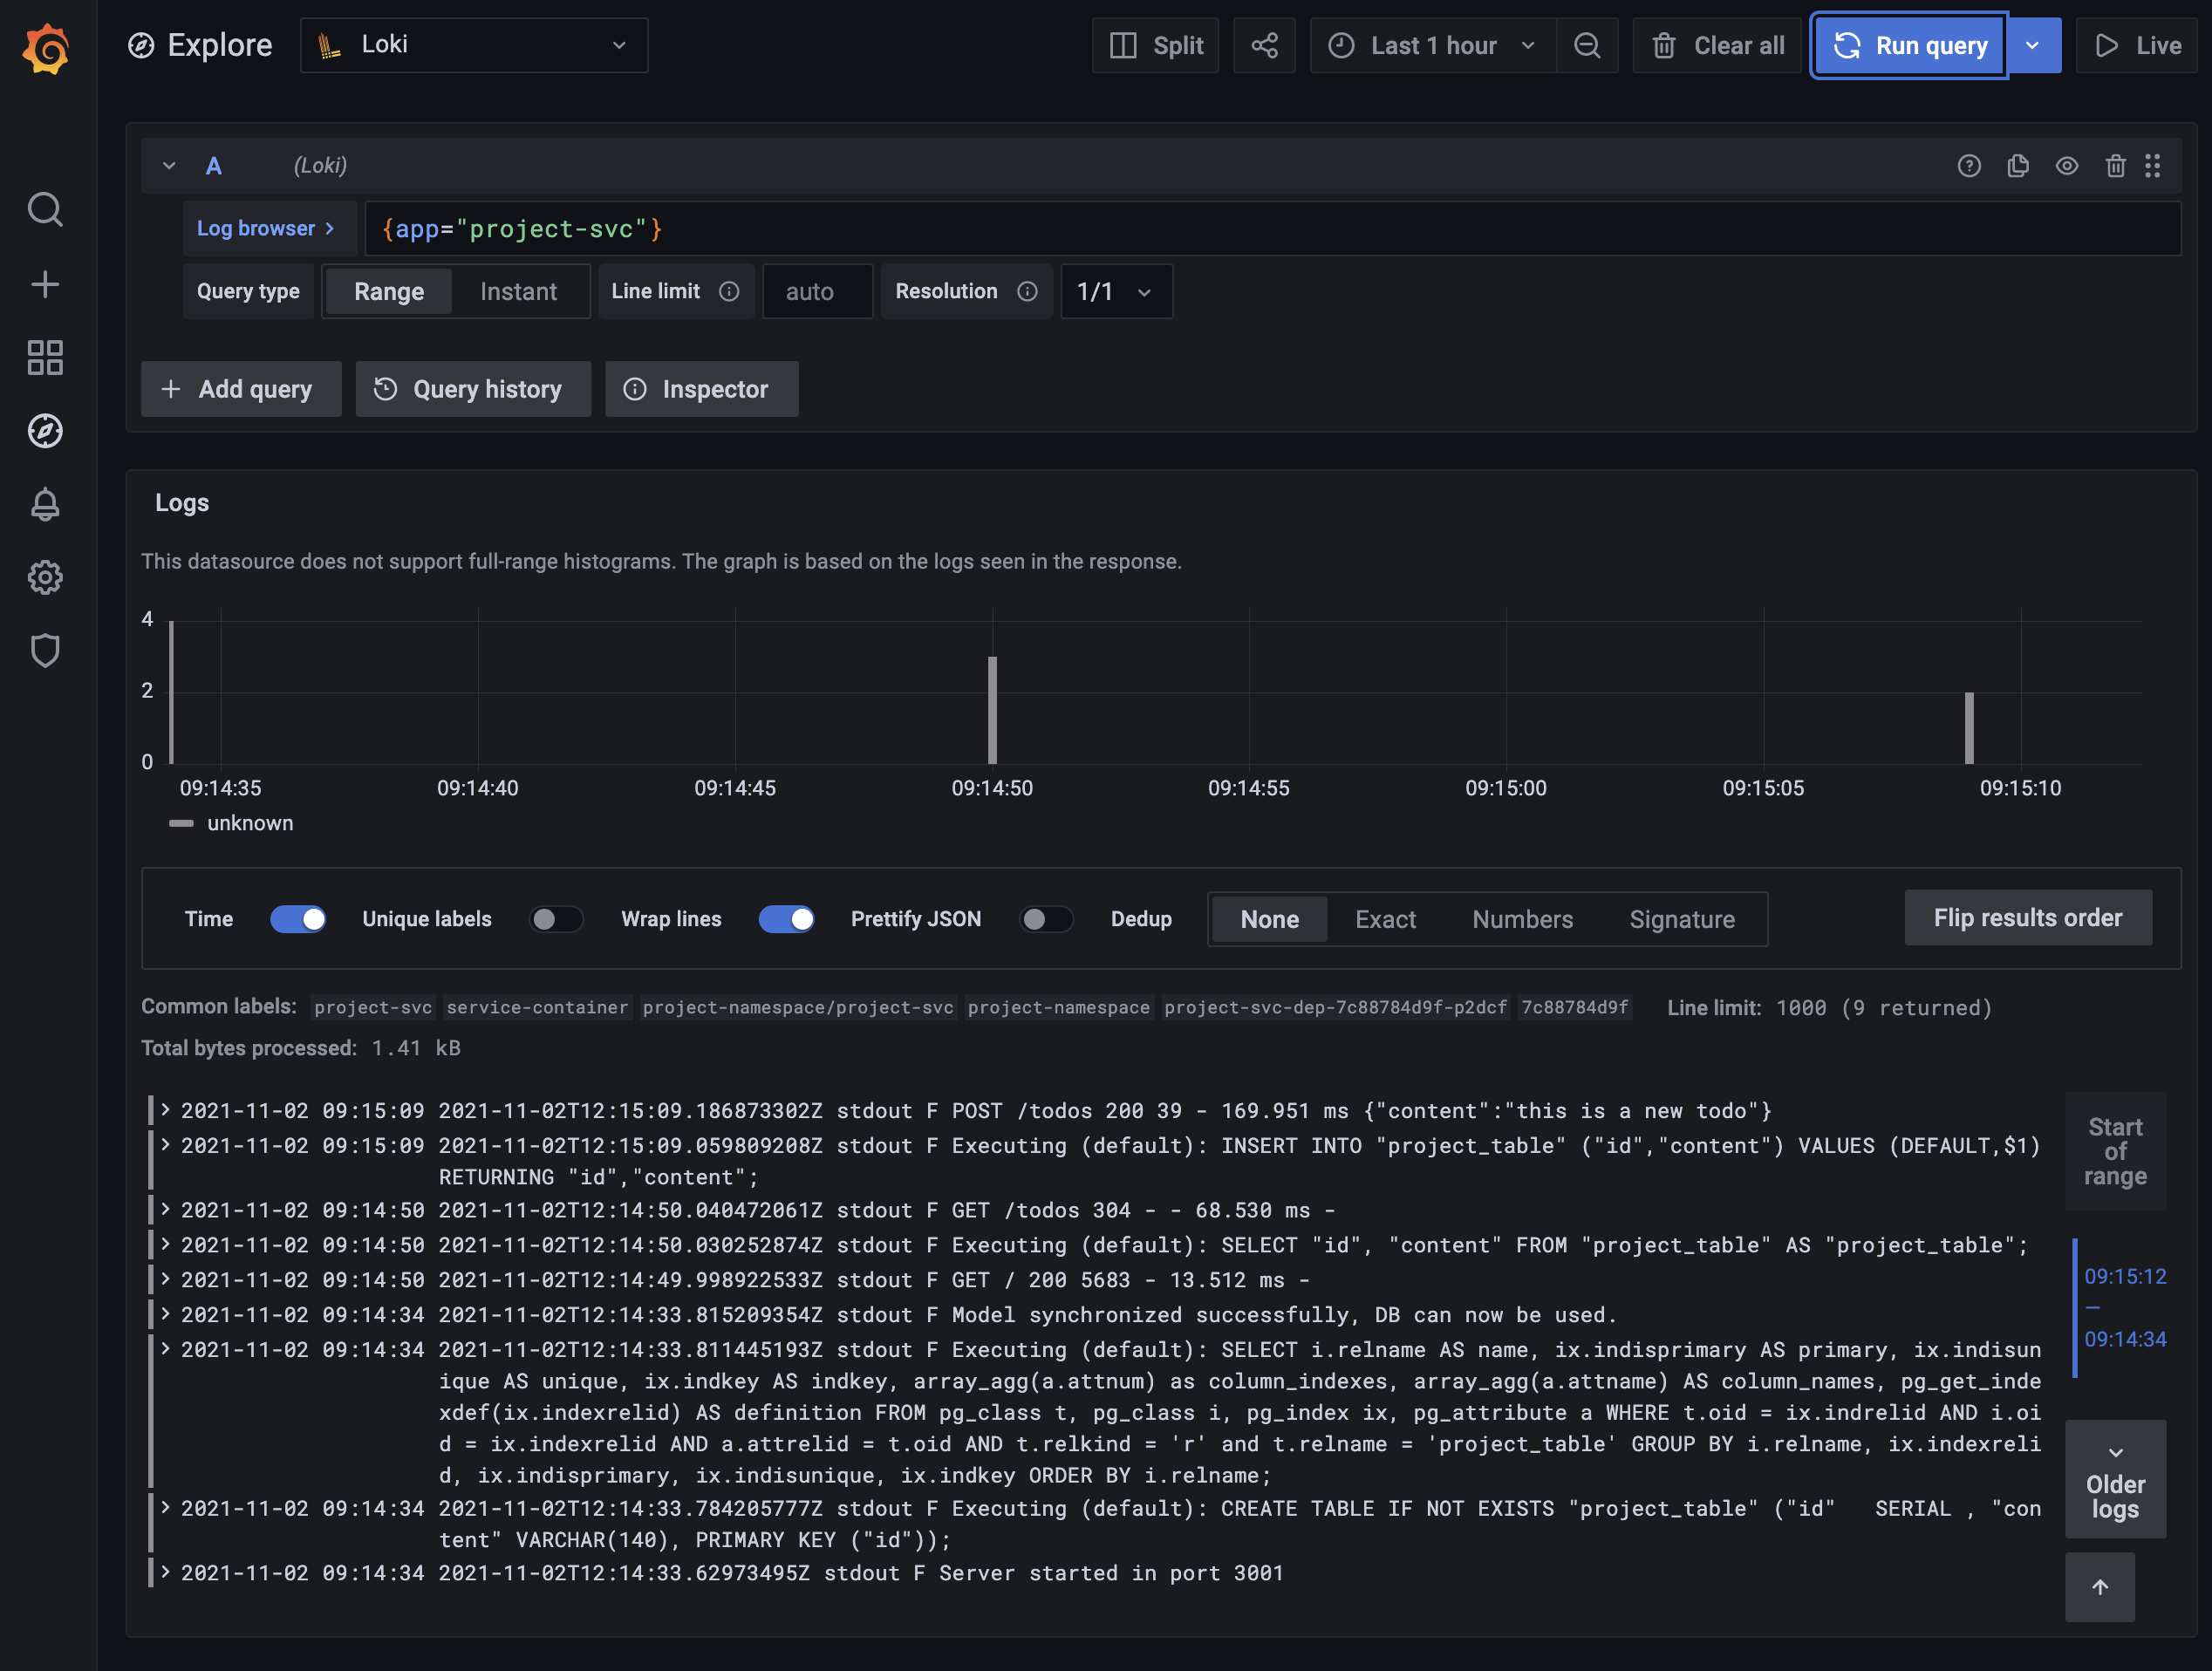 Explore
Loki
Split
Last 1 hour
Clear all
Run query
Live
A
(Loki)
Log browser >
{app="project-svc"}
Query type
Range
Instant
Line limit
auto
Resolution
1/1
+ Add query
Query history
Inspector
Logs
This datasource does not support full-range histograms. The graph is based on the logs seen in the response.
4
2
0
09:14:35
09:14:40
09:14:45
09:14:50
09:14:55
09:15:00
09:15:05
09:15:10
unknown
Time
Unique labels
Wrap lines
Prettify JSON
Dedup
None
Exact
Numbers
Signature
Flip results order
Common labels: project-svc service-container project-namespace/project-svc project-namespace project-svc-dep-7c88784d9f-p2dcf 7c88784d9f Line limit: 1000 (9 returned)
Total bytes processed: 1.41 kB
> 2021-11-02 09:15:09 2021-11-02T12:15:09.186873302Z stdout F POST /todos 200 39 - 169.951 ms {"content":"this is a new todo"}
> 2021-11-02 09:15:09 2021-11-02T12:15:09.059809208Z stdout F Executing (default): INSERT INTO "project_table" ("id","content") VALUES (DEFAULT,$1)
RETURNING "id","content";
> 2021-11-02 09:14:50 2021-11-02T12:14:50.040472061Z stdout F GET /todos 304 - - 68.530 ms -
> 2021-11-02 09:14:50 2021-11-02T12:14:50.030252874Z stdout F Executing (default): SELECT "id", "content" FROM "project_table" AS "project_table";
> 2021-11-02 09:14:50 2021-11-02T12:14:49.998922533Z stdout F GET / 200 5683 - 13.512 ms -
> 2021-11-02 09:14:34 2021-11-02T12:14:33.815209354Z stdout F Model synchronized successfully, DB can now be used.
> 2021-11-02 09:14:34 2021-11-02T12:14:33.811445193Z stdout F Executing (default): SELECT i.relname AS name, ix.indisprimary AS primary, ix.indisun
ique AS unique, ix.indkey AS indkey, array_agg(a.attnum) as column_indexes, array_agg(a.attname) AS column_names, pg_get_inde
xdef(ix.indexrelid) AS definition FROM pg_class t, pg_class i, pg_index ix, pg_attribute a WHERE t.oid = ix.indrelid AND i.oi
d = ix.indexrelid AND a.attrelid = t.oid AND t.relkind = 'r' and t.relname = 'project_table' GROUP BY i.relname, ix.indexreli
d, ix.indisprimary, ix.indisunique, ix.indkey ORDER BY i.relname;
> 2021-11-02 09:14:34 2021-11-02T12:14:33.784205777Z stdout F Executing (default): CREATE TABLE IF NOT EXISTS "project_table" ("id"   SERIAL , "con
tent" VARCHAR(140), PRIMARY KEY ("id"));
> 2021-11-02 09:14:34 2021-11-02T12:14:33.62973495Z stdout F Server started in port 3001
Start
of
range
09:15:12
—
09:14:34
Older
logs